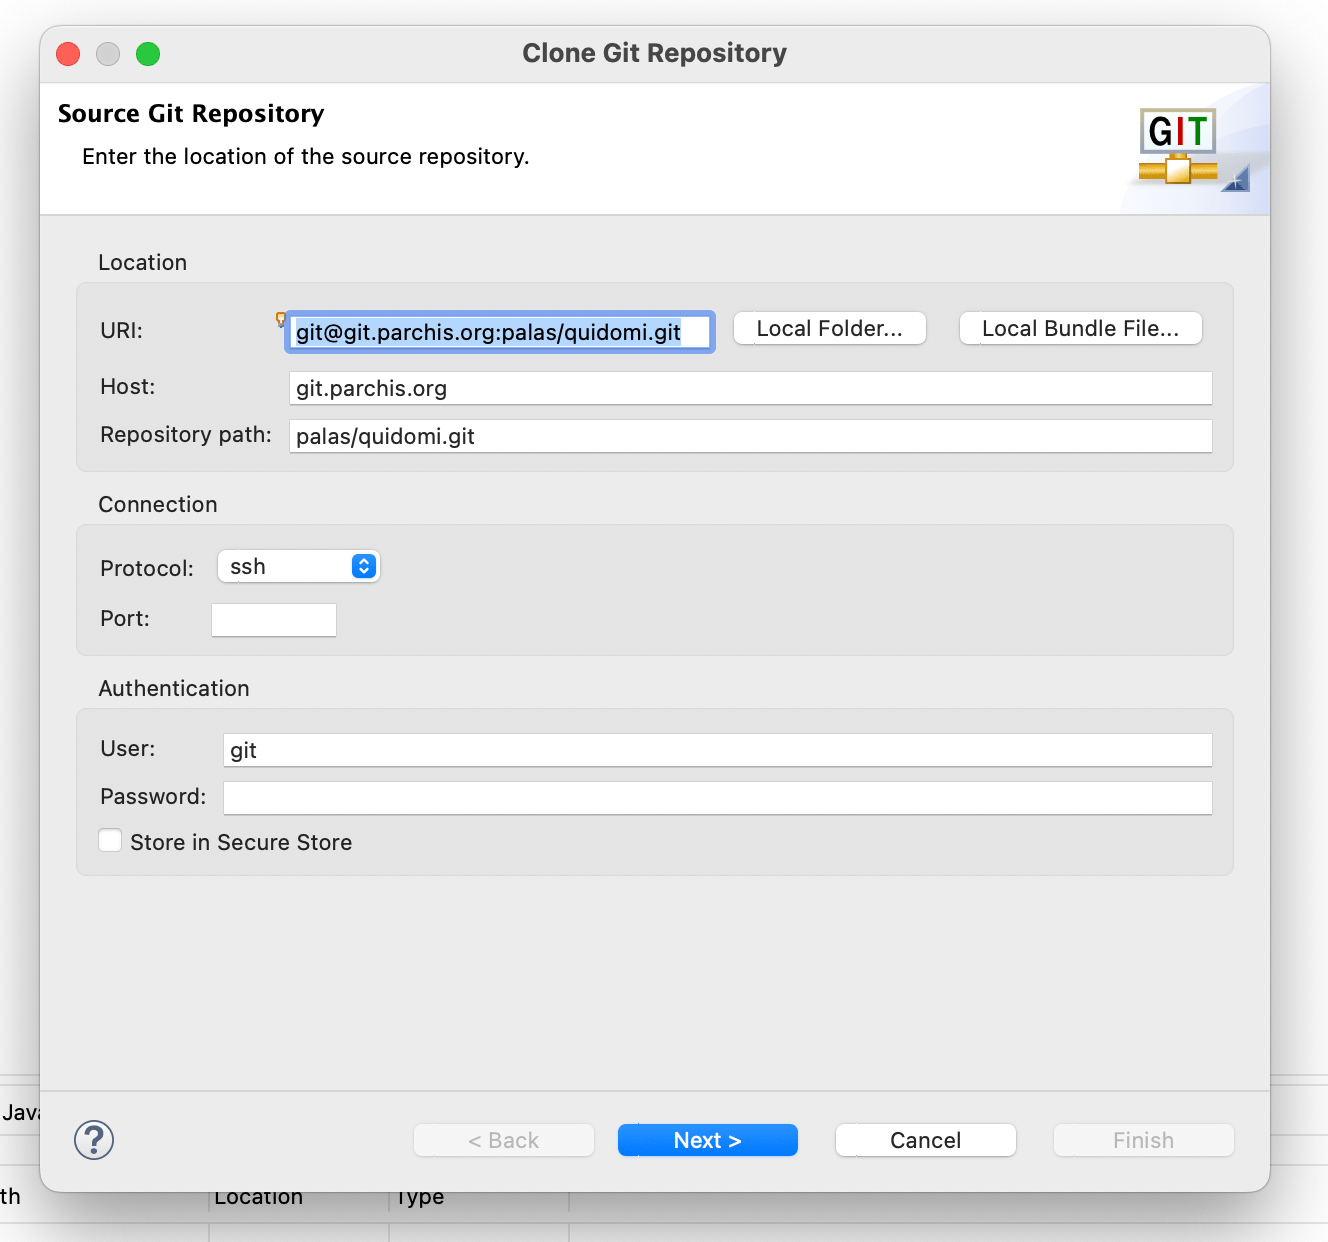 Clone Git Repository
Source Git Repository
Enter the location of the source repository.
GIT
Location
URI: git@git.parchis.org:palas/quidomi.git Local Folder... Local Bundle File...
Host: git.parchis.org
Repository path: palas/quidomi.git
Connection
Protocol: ssh
Port:
Authentication
User: git
Password:
Store in Secure Store
Java
? < Back Next > Cancel Finish
th Location Type